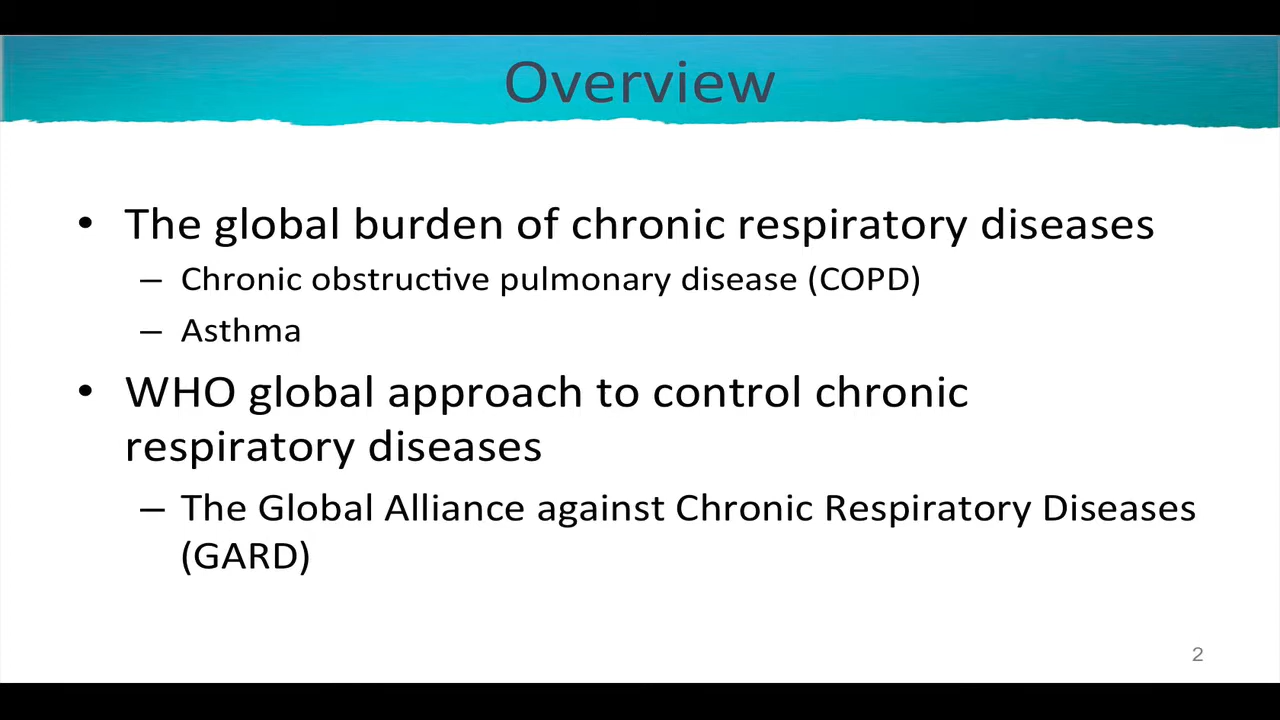 Overview
• The global burden of chronic respiratory diseases
– Chronic obstructive pulmonary disease (COPD)
– Asthma
• WHO global approach to control chronic
respiratory diseases
– The Global Alliance against Chronic Respiratory Diseases
(GARD)
2